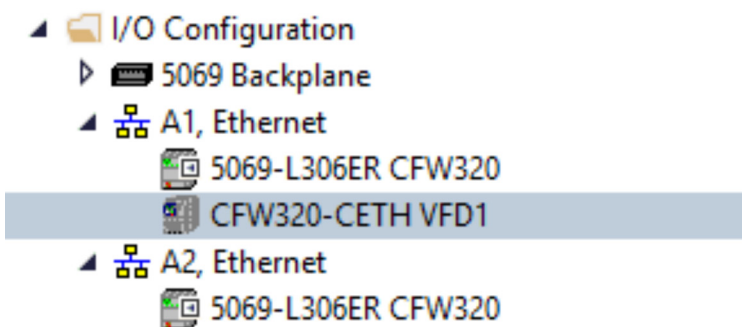 I/O Configuration
5069 Backplane
A1, Ethernet
5069-L306ER CFW320
CFW320-CETH VFD1
A2, Ethernet
5069-L306ER CFW320